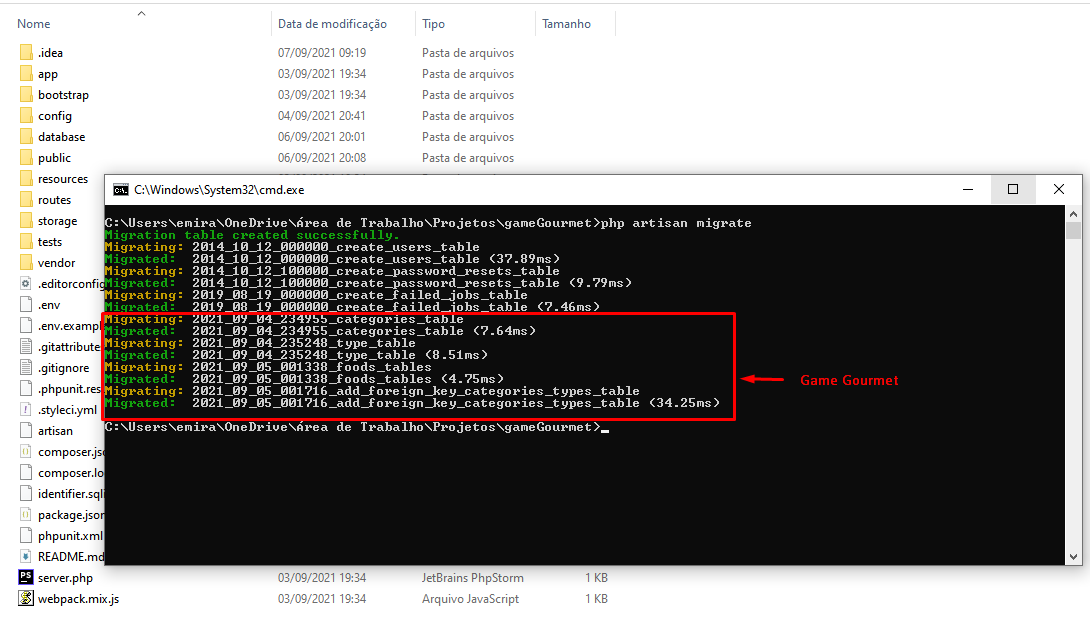 Nome Data de modificação Tipo Tamanho
.idea 07/09/2021 09:19 Pasta de arquivos
app 03/09/2021 19:34 Pasta de arquivos
bootstrap 03/09/2021 19:34 Pasta de arquivos
config 04/09/2021 20:41 Pasta de arquivos
database 06/09/2021 20:01 Pasta de arquivos
public 06/09/2021 20:08 Pasta de arquivos
resources
routes
storage
tests
vendor
.editorconfig
.env
.env.exampl
.gitattribute
.gitignore
.phpunit.res
.styleci.yml
artisan
composer.jso
composer.lo
identifier.sqli
package.json
phpunit.xml
README.md
server.php 03/09/2021 19:34 JetBrains PhpStorm 1 KB
webpack.mix.js 03/09/2021 19:34 Arquivo JavaScript 1 KB
C:\Windows\System32\cmd.exe
C:\Users\emira\OneDrive\área de Trabalho\Projetos\gameGourmet>php artisan migrate
Migration table created successfully.
Migrating: 2014_10_12_000000_create_users_table
Migrated:  2014_10_12_000000_create_users_table (37.89ms)
Migrating: 2014_10_12_100000_create_password_resets_table
Migrated:  2014_10_12_100000_create_password_resets_table (9.79ms)
Migrating: 2019_08_19_000000_create_failed_jobs_table
Migrated:  2019_08_19_000000_create_failed_jobs_table (7.46ms)
Migrating: 2021_09_04_234955_categories_table
Migrated:  2021_09_04_234955_categories_table (7.64ms)
Migrating: 2021_09_04_235248_type_table
Migrated:  2021_09_04_235248_type_table (8.51ms)
Migrating: 2021_09_05_001338_foods_tables
Migrated:  2021_09_05_001338_foods_tables (4.75ms)
Migrating: 2021_09_05_001716_add_foreign_key_categories_types_table
Migrated:  2021_09_05_001716_add_foreign_key_categories_types_table (34.25ms)
C:\Users\emira\OneDrive\área de Trabalho\Projetos\gameGourmet>_
Game Gourmet